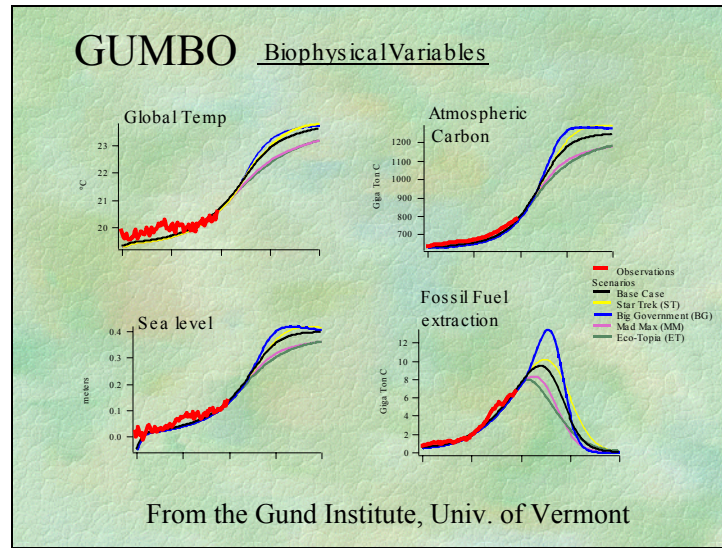 GUMBO Biophysical Variables
Global Temp
23
22
21
20
°C
Atmospheric
Carbon
1200
1100
1000
900
800
700
Giga Ton C
Observations
Scenarios
Base Case
Star Trek (ST)
Big Government (BG)
Mad Max (MM)
Eco-Topia (ET)
Sea level
0.4
0.3
0.2
0.1
0.0
meters
Fossil Fuel
extraction
12
10
8
6
4
2
0
Giga Ton C
From the Gund Institute, Univ. of Vermont